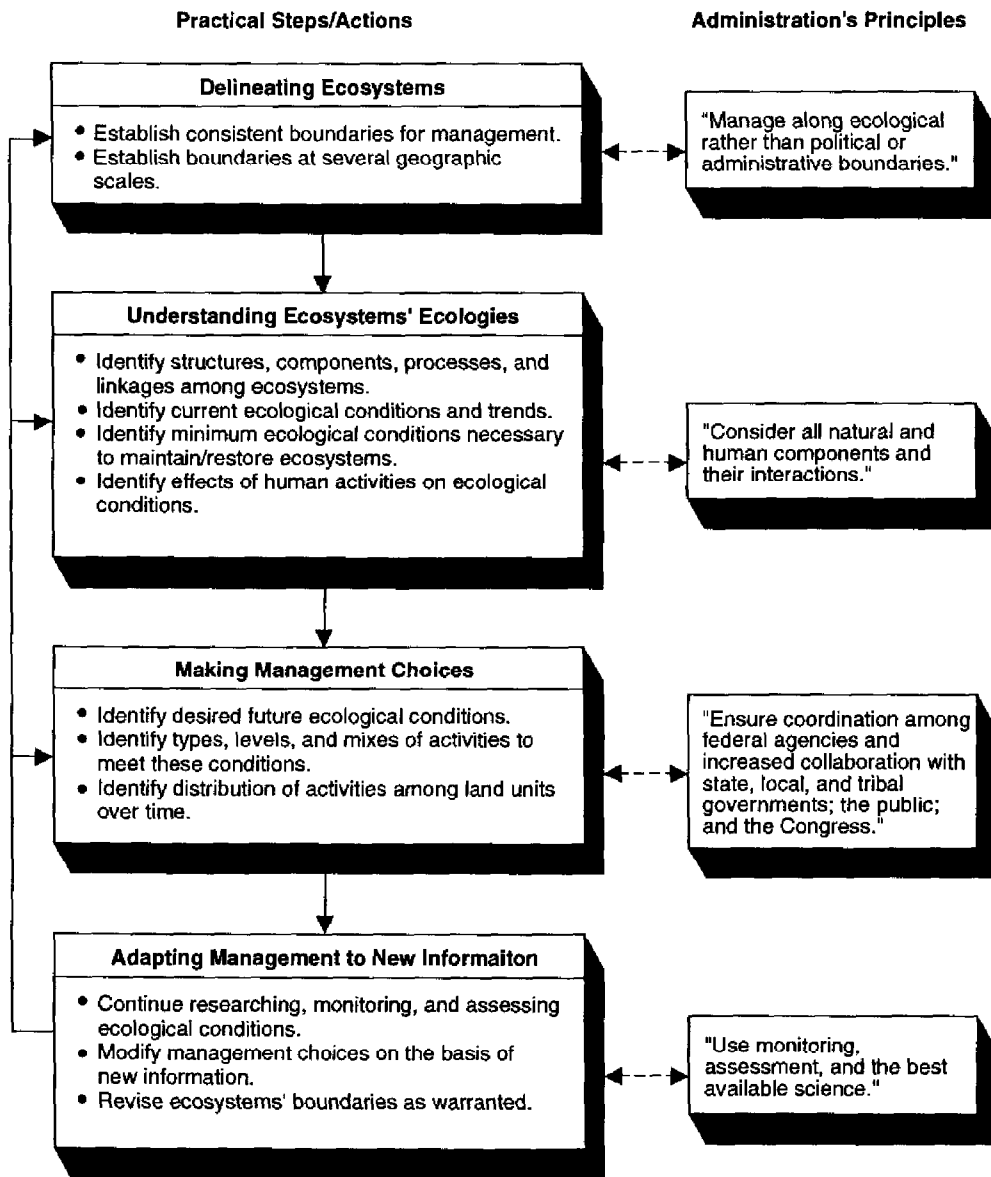 Practical Steps/Actions
Administration's Principles
Delineating Ecosystems
• Establish consistent boundaries for management.
• Establish boundaries at several geographic
scales.
"Manage along ecological
rather than political or
administrative boundaries."
Understanding Ecosystems' Ecologies
• Identify structures, components, processes, and
linkages among ecosystems.
• Identify current ecological conditions and trends.
• Identify minimum ecological conditions necessary
to maintain/restore ecosystems.
• Identify effects of human activities on ecological
conditions.
"Consider all natural and
human components and
their interactions."
Making Management Choices
• Identify desired future ecological conditions.
• Identify types, levels, and mixes of activities to
meet these conditions.
• Identify distribution of activities among land units
over time.
"Ensure coordination among
federal agencies and
increased collaboration with
state, local, and tribal
governments; the public;
and the Congress."
Adapting Management to New Informaiton
• Continue researching, monitoring, and assessing
ecological conditions.
• Modify management choices on the basis of
new information.
• Revise ecosystems' boundaries as warranted.
"Use monitoring,
assessment, and the best
available science."